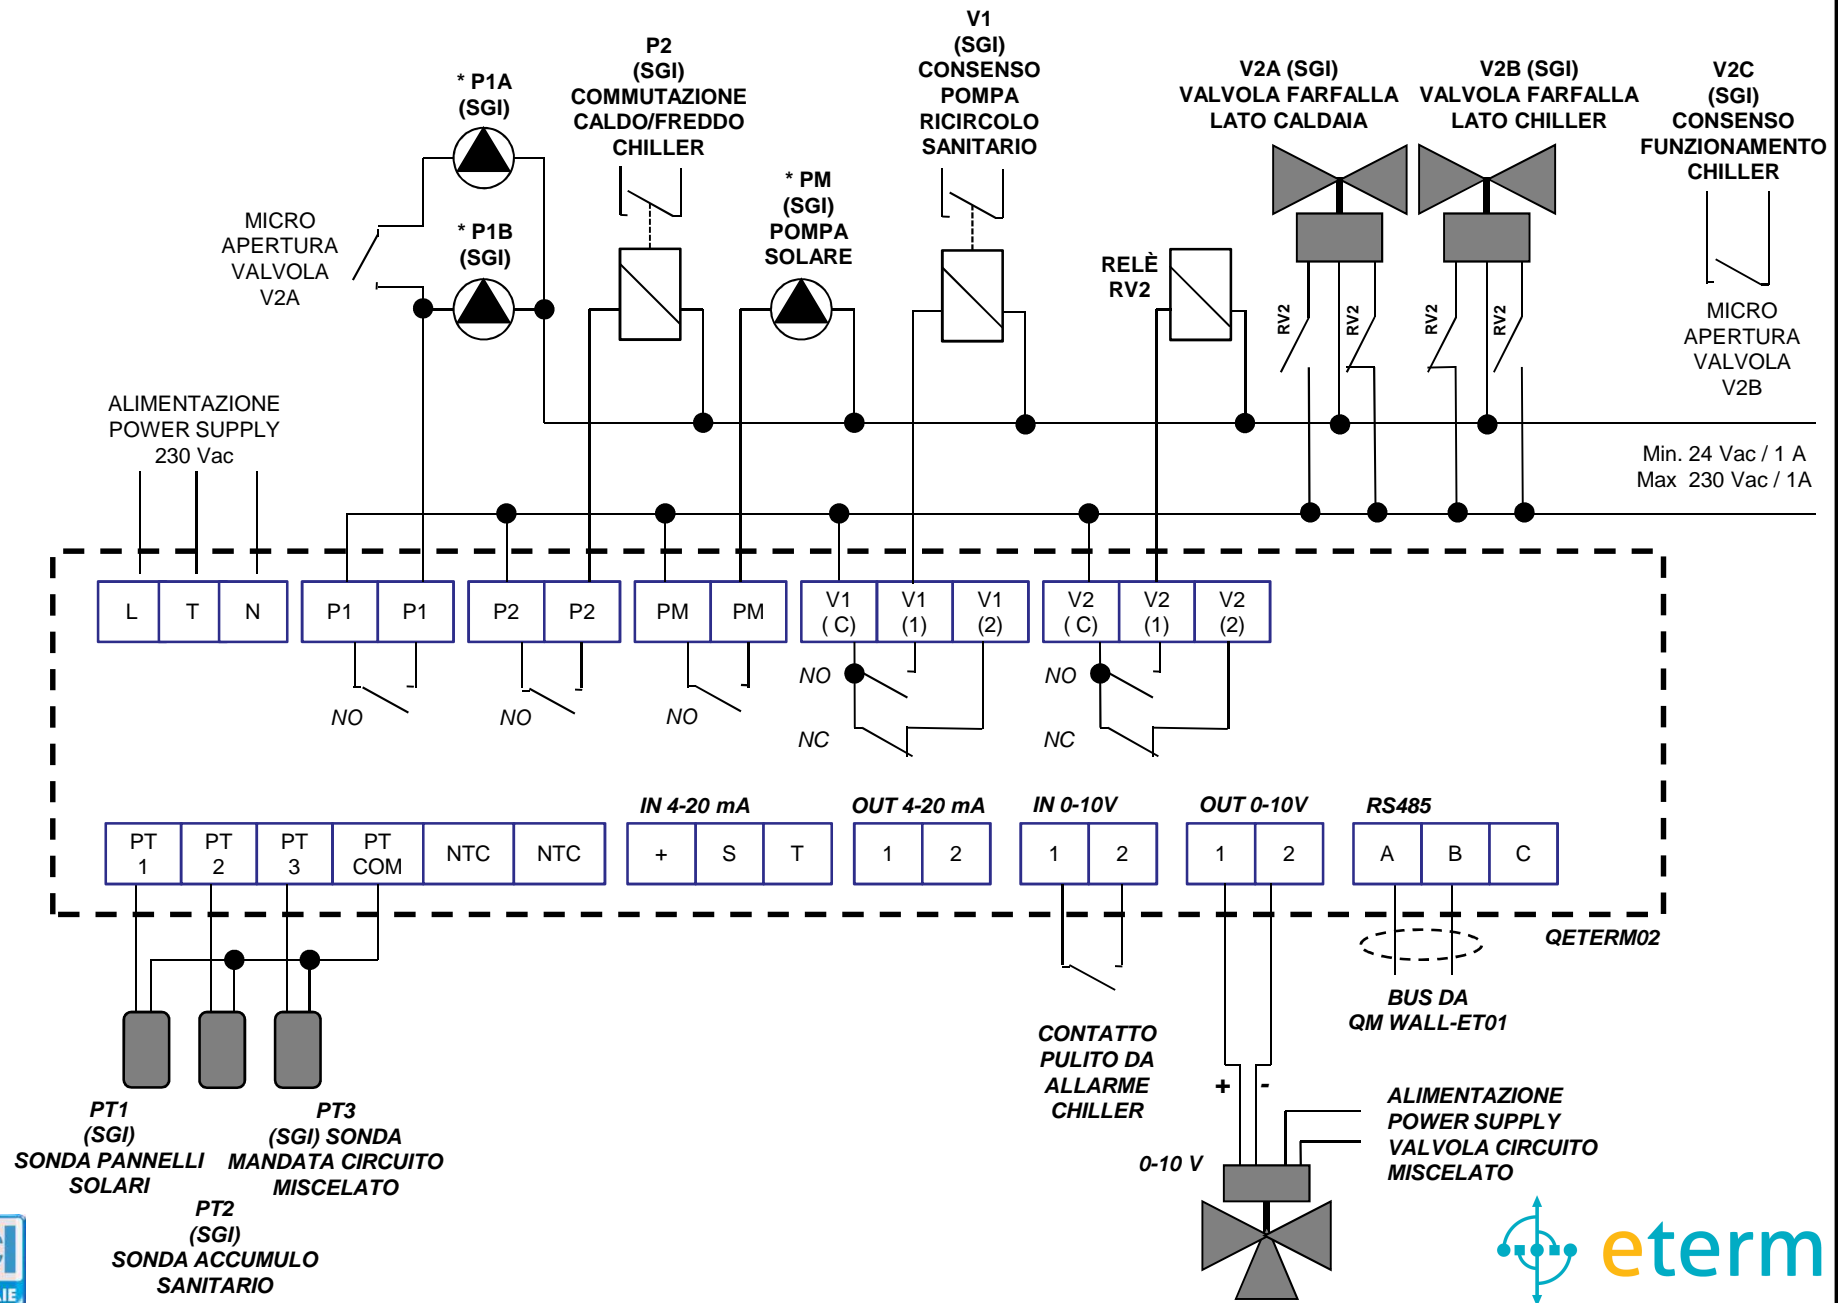 * P1A
(SGI)
P2
(SGI)
COMMUTAZIONE
CALDO/FREDDO
CHILLER
V1
(SGI)
CONSENSO
POMPA
RICIRCOLO
SANITARIO
V2A (SGI)
VALVOLA FARFALLA
LATO CALDAIA
V2B (SGI)
VALVOLA FARFALLA
LATO CHILLER
V2C
(SGI)
CONSENSO
FUNZIONAMENTO
CHILLER
MICRO
APERTURA
VALVOLA
V2A
* P1B
(SGI)
* PM
(SGI)
POMPA
SOLARE
RELÈ
RV2
RV2
RV2
RV2
RV2
MICRO
APERTURA
VALVOLA
V2B
ALIMENTAZIONE
POWER SUPPLY
230 Vac
Min. 24 Vac / 1 A
Max 230 Vac / 1A
L T N
P1 P1
P2 P2
PM PM
V1 ( C) V1 (1) V1 (2)
V2 ( C) V2 (1) V2 (2)
NO
NO
NO
NO
NC
NO
NC
IN 4-20 mA
OUT 4-20 mA
IN 0-10V
OUT 0-10V
RS485
PT 1 PT 2 PT 3 PT COM NTC NTC
+ S T
1 2
1 2
1 2
A B C
QETERM02
BUS DA
QM WALL-ET01
CONTATTO
PULITO DA
ALLARME
CHILLER
+ -
0-10 V
ALIMENTAZIONE
POWER SUPPLY
VALVOLA CIRCUITO
MISCELATO
PT1
(SGI)
SONDA PANNELLI
SOLARI
PT3
(SGI) SONDA
MANDATA CIRCUITO
MISCELATO
PT2
(SGI)
SONDA ACCUMULO
SANITARIO
eterm